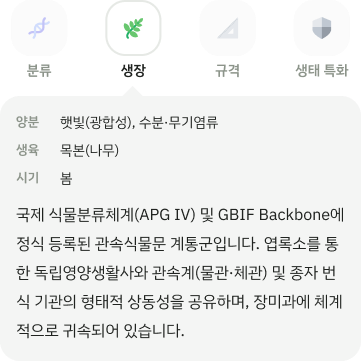 분류 생장 규격 생태 특화
양분 햇빛(광합성), 수분·무기염류
생육 목본(나무)
시기 봄
국제 식물분류체계(APG IV) 및 GBIF Backbone에
정식 등록된 관속식물문 계통군입니다. 엽록소를 통
한 독립영양생활사와 관속계(물관·체관) 및 종자 번
식 기관의 형태적 상동성을 공유하며, 장미과에 체계
적으로 귀속되어 있습니다.